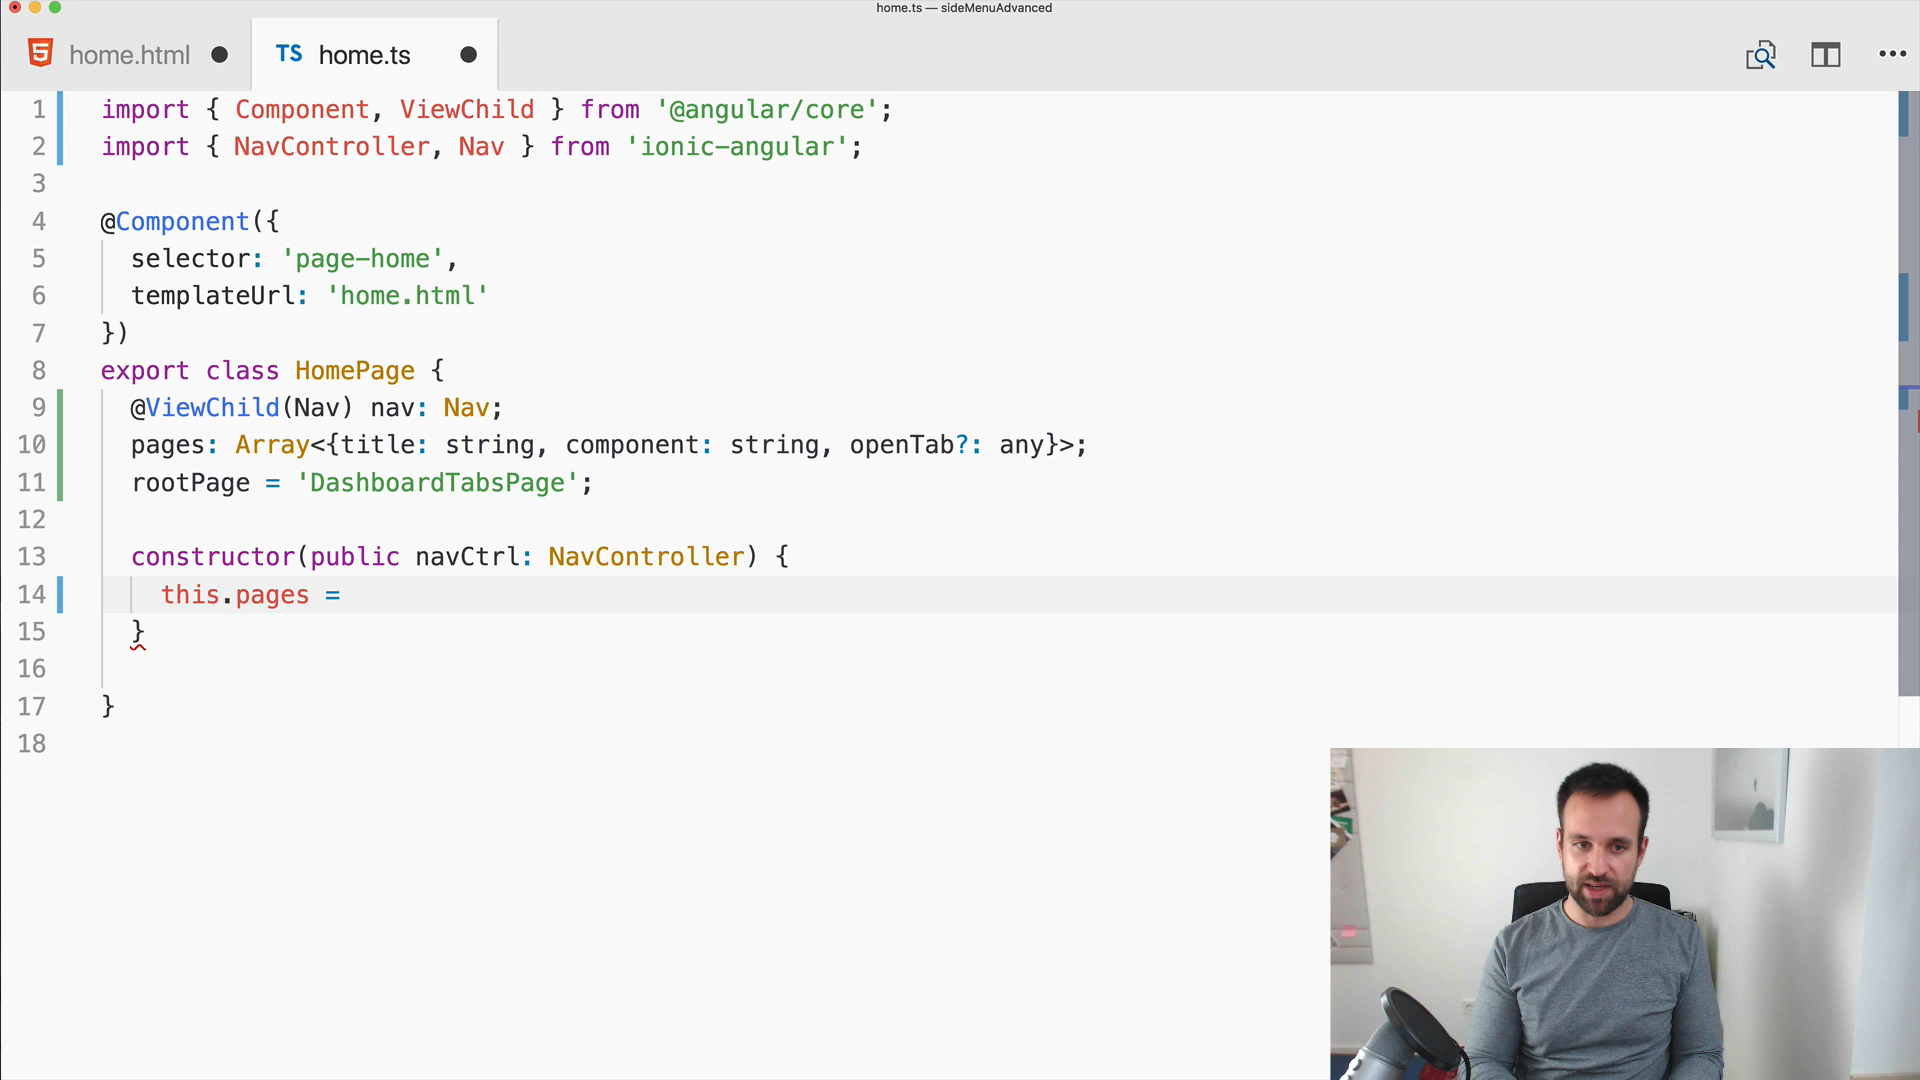 home.ts — sideMenuAdvanced
home.html
TS home.ts
1 import { Component, ViewChild } from '@angular/core';
2 import { NavController, Nav } from 'ionic-angular';
3
4 @Component({
5 selector: 'page-home',
6 templateUrl: 'home.html'
7 })
8 export class HomePage {
9 @ViewChild(Nav) nav: Nav;
10 pages: Array<{title: string, component: string, openTab?: any}>;
11 rootPage = 'DashboardTabsPage';
12
13 constructor(public navCtrl: NavController) {
14 this.pages =
15 }
16
17 }
18